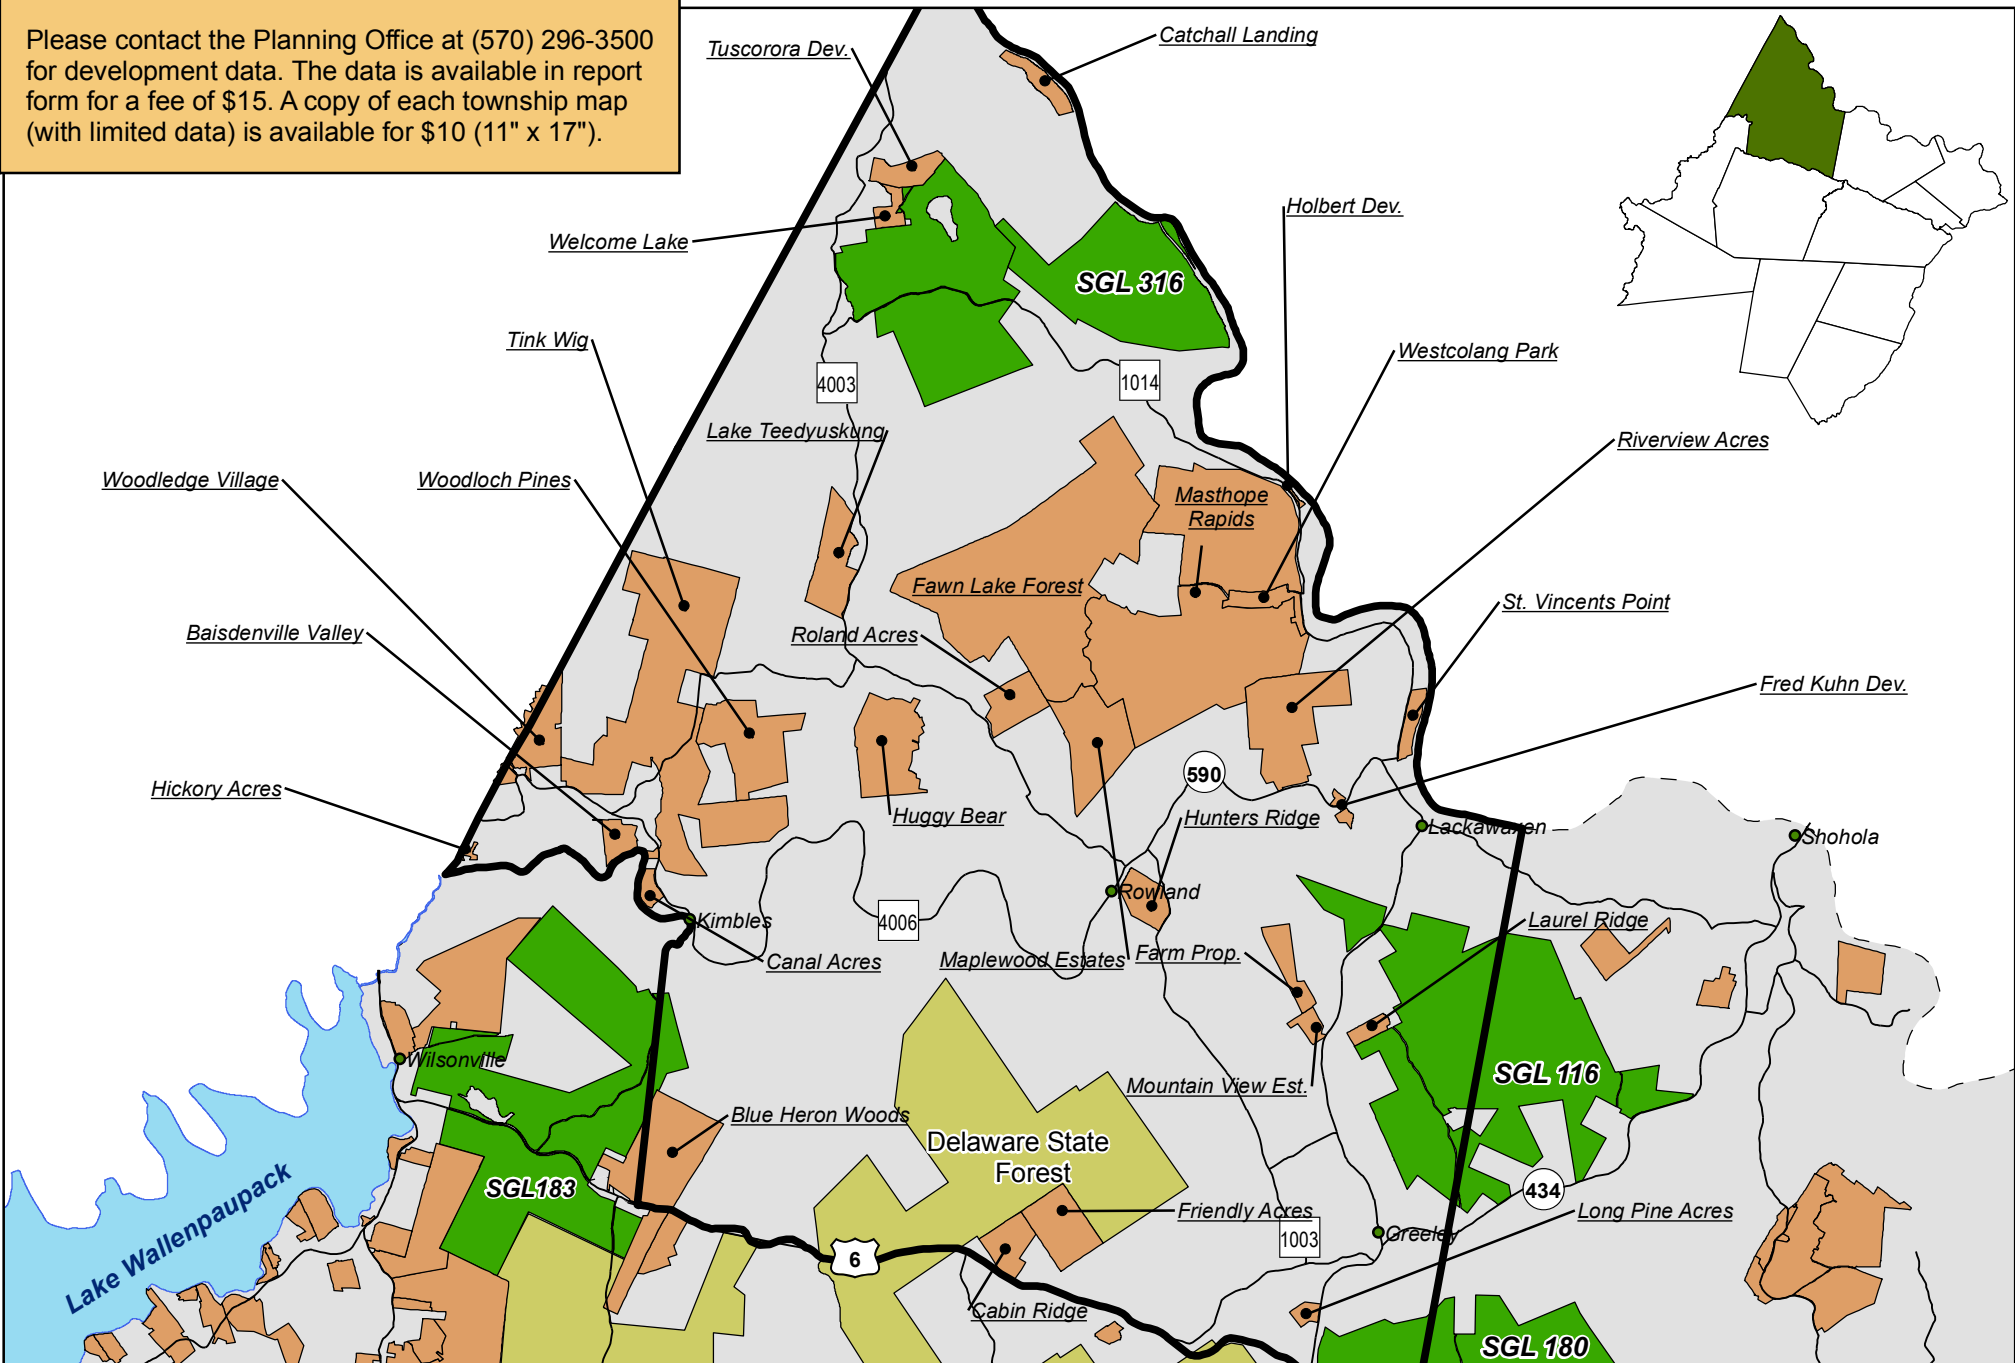 Please contact the Planning Office at (570) 296-3500
for development data. The data is available in report
form for a fee of $15. A copy of each township map
(with limited data) is available for $10 (11" x 17").
Tuscorora Dev.
Catchall Landing
Welcome Lake
Holbert Dev.
SGL 316
Tink Wig
Westcolang Park
4003
1014
Lake Teedyuskung
Riverview Acres
Woodledge Village
Woodloch Pines
Masthope
Rapids
Fawn Lake Forest
St. Vincents Point
Baisdenville Valley
Roland Acres
Fred Kuhn Dev.
590
Hickory Acres
Huggy Bear
Hunters Ridge
Lackawaxen
Shohola
Rowland
Kimbles
4006
Laurel Ridge
Canal Acres
Maplewood Estates
Farm Prop.
Wilsonville
SGL 116
Mountain View Est.
Blue Heron Woods
Delaware State
Forest
SGL183
434
Lake Wallenpaupack
Friendly Acres
Long Pine Acres
1003
Greeley
6
Cabin Ridge
SGL 180